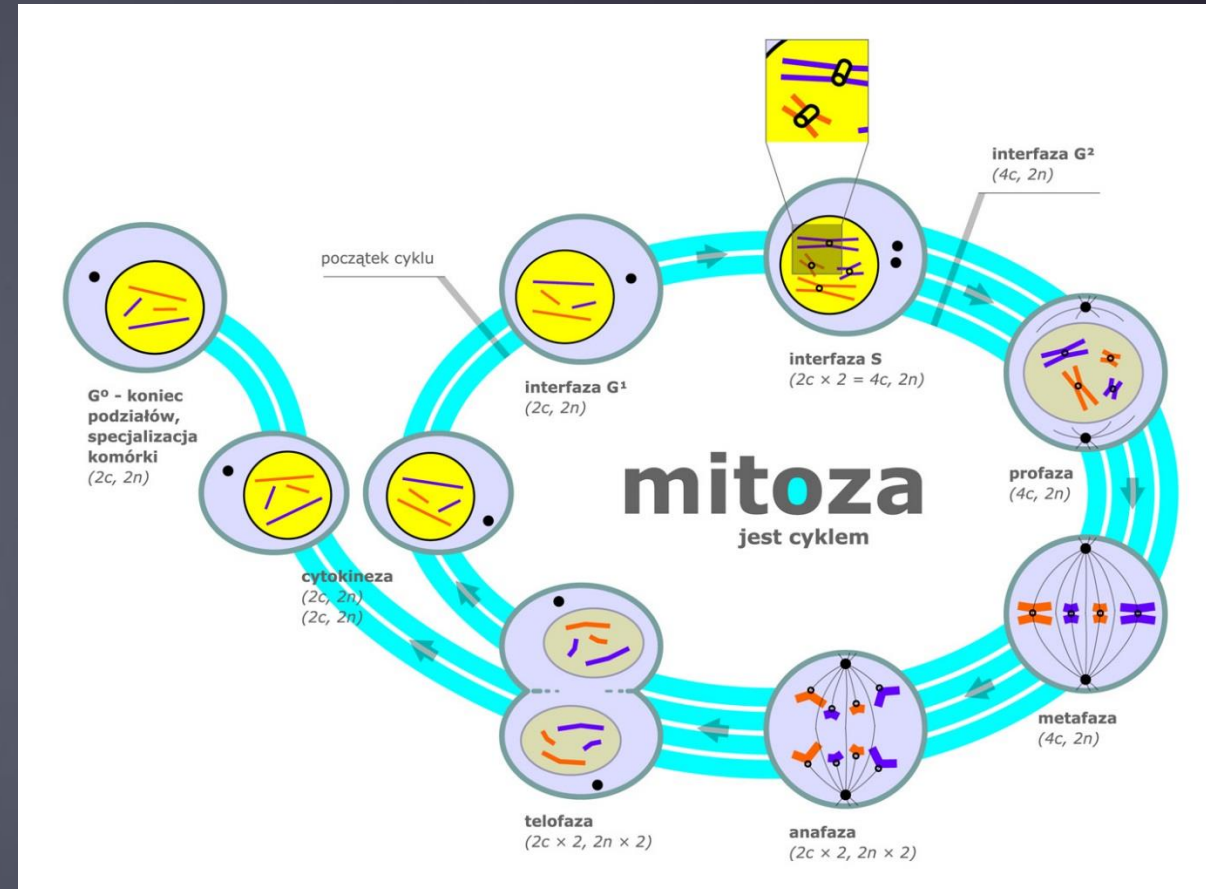 interfaza G²
(4c, 2n)
początek cyklu
interfaza S
(2c × 2 = 4c, 2n)
interfaza G¹
(2c, 2n)
G⁰ - koniec
podziałów,
specjalizacja
komórki
(2c, 2n)
mitoza
jest cyklem
profaza
(4c, 2n)
cytokineza
(2c, 2n)
(2c, 2n)
metafaza
(4c, 2n)
telofaza
(2c × 2, 2n × 2)
anafaza
(2c × 2, 2n × 2)